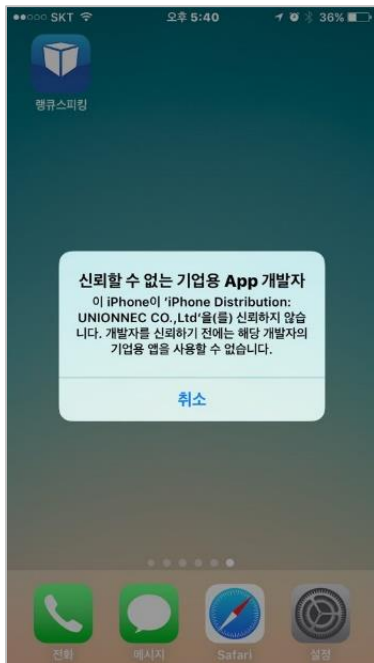 SKT 오후 5:40 36%
랭큐스피킹
신뢰할 수 없는 기업용 App 개발자
이 iPhone이 ‘iPhone Distribution:
UNIONNEC CO.,Ltd‘을(를) 신뢰하지 않습
니다. 개발자를 신뢰하기 전에는 해당 개발자의
기업용 앱을 사용할 수 없습니다.
취소
전화 메시지 Safari 설정